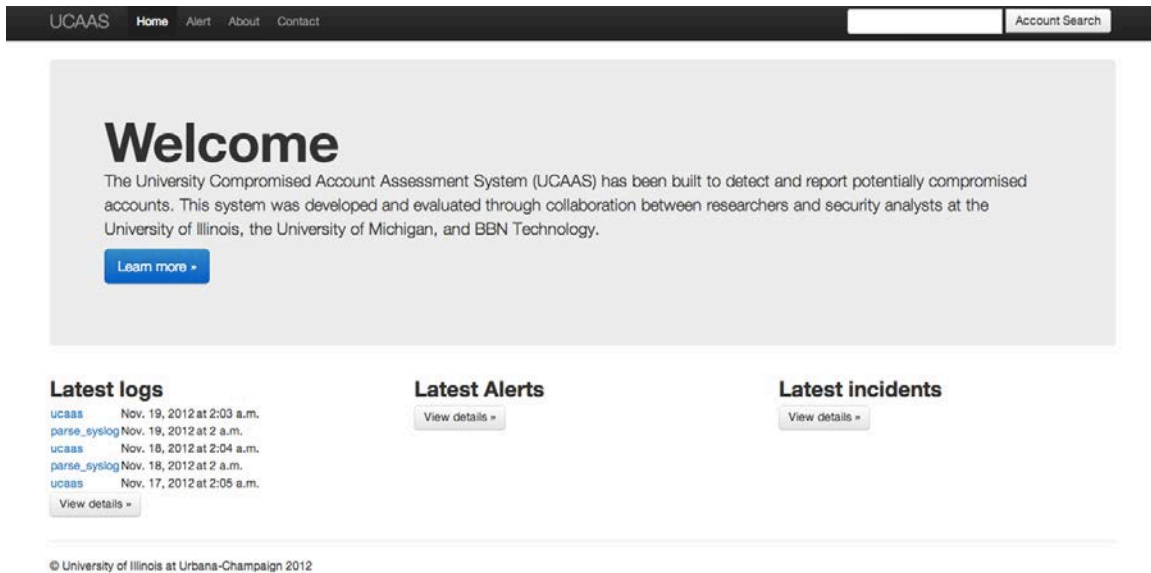 UCAAS Home Alert About Contact Account Search
Welcome
The University Compromised Account Assessment System (UCAAS) has been built to detect and report potentially compromised
accounts. This system was developed and evaluated through collaboration between researchers and security analysts at the
University of Illinois, the University of Michigan, and BBN Technology.
Learn more »
Latest logs
ucaas Nov. 19, 2012 at 2:03 a.m.
parse_syslog Nov. 19, 2012 at 2 a.m.
ucaas Nov. 18, 2012 at 2:04 a.m.
parse_syslog Nov. 18, 2012 at 2 a.m.
ucaas Nov. 17, 2012 at 2:05 a.m.
View details »
Latest Alerts
View details »
Latest incidents
View details »
© University of Illinois at Urbana-Champaign 2012